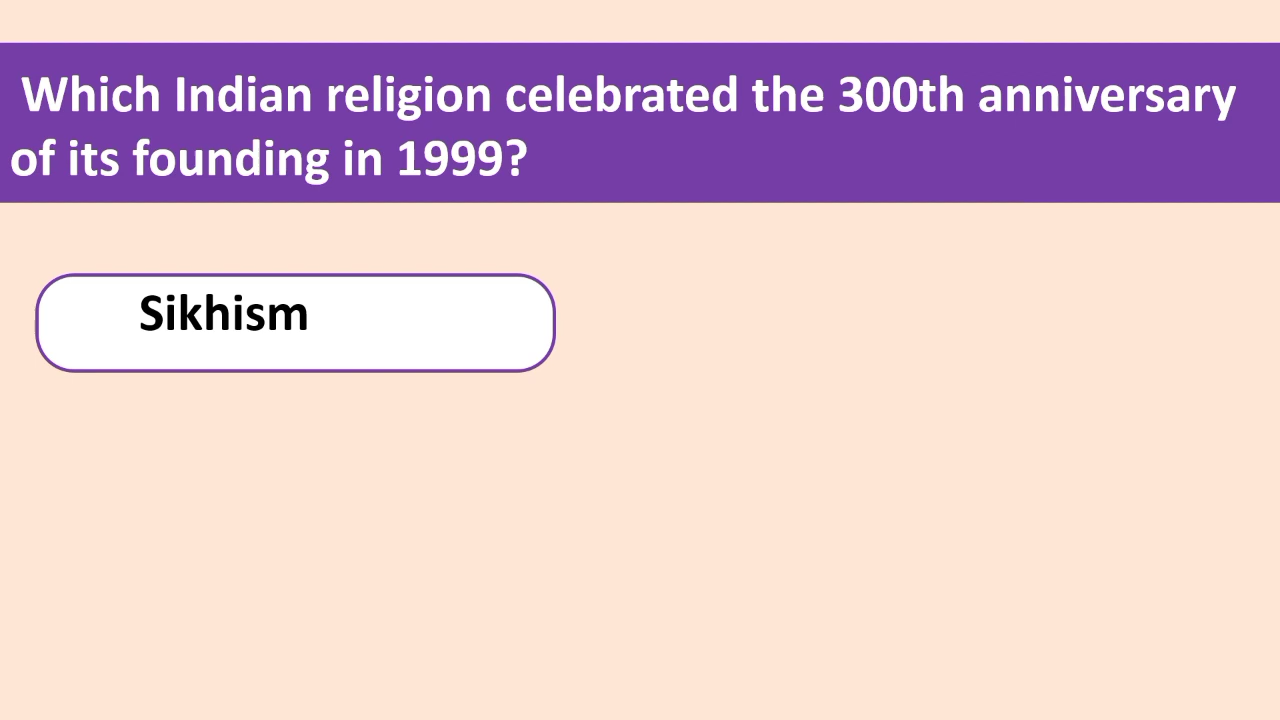 Which Indian religion celebrated the 300th anniversary
of its founding in 1999?
Sikhism